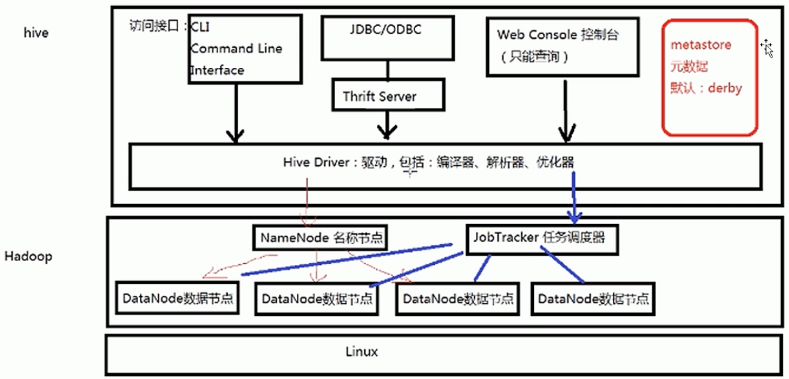 hive
访问接口：CLI
Command Line
Interface
JDBC/ODBC
Thrift Server
Web Console 控制台
（只能查询）
metastore
元数据
默认：derby
Hive Driver：驱动，包括：编译器、解析器、优化器
Hadoop
NameNode 名称节点
JobTracker 任务调度器
DataNode数据节点
DataNode数据节点
DataNode数据节点
DataNode数据节点
Linux